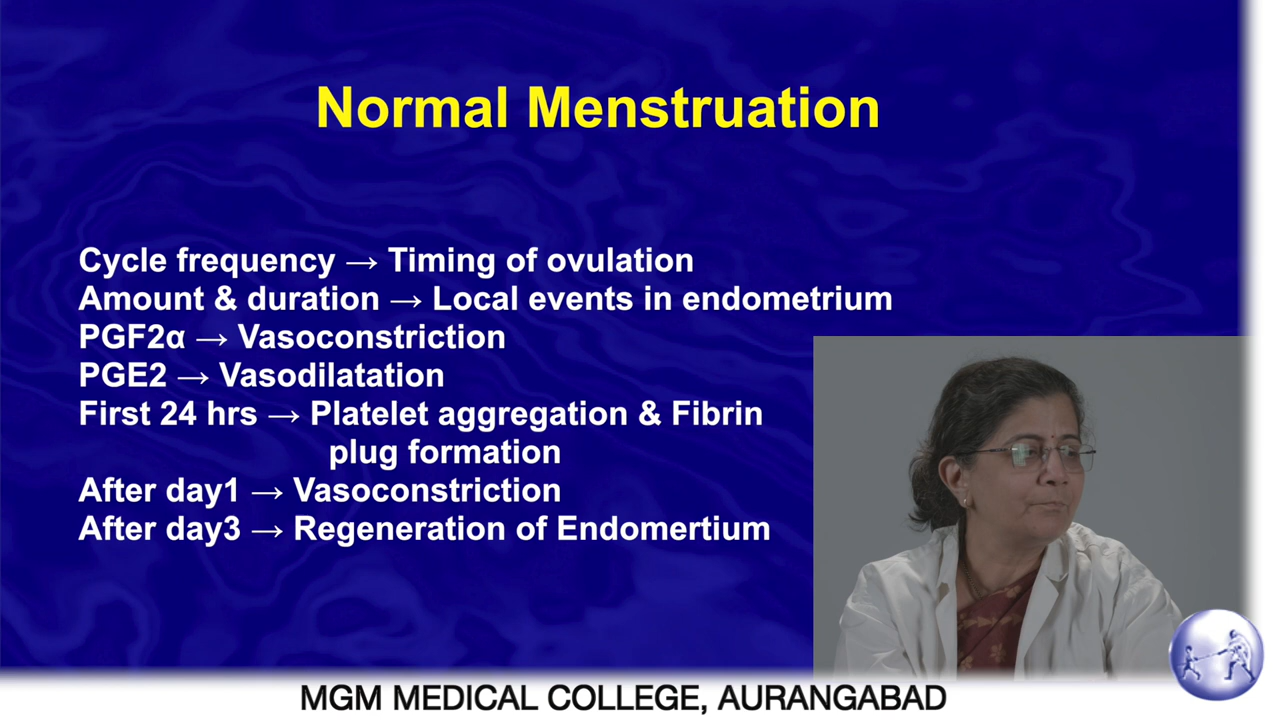 Normal Menstruation
Cycle frequency → Timing of ovulation
Amount & duration → Local events in endometrium
PGF2α → Vasoconstriction
PGE2 → Vasodilatation
First 24 hrs → Platelet aggregation & Fibrin
plug formation
After day1 → Vasoconstriction
After day3 → Regeneration of Endomertium
MGM MEDICAL COLLEGE, AURANGABAD